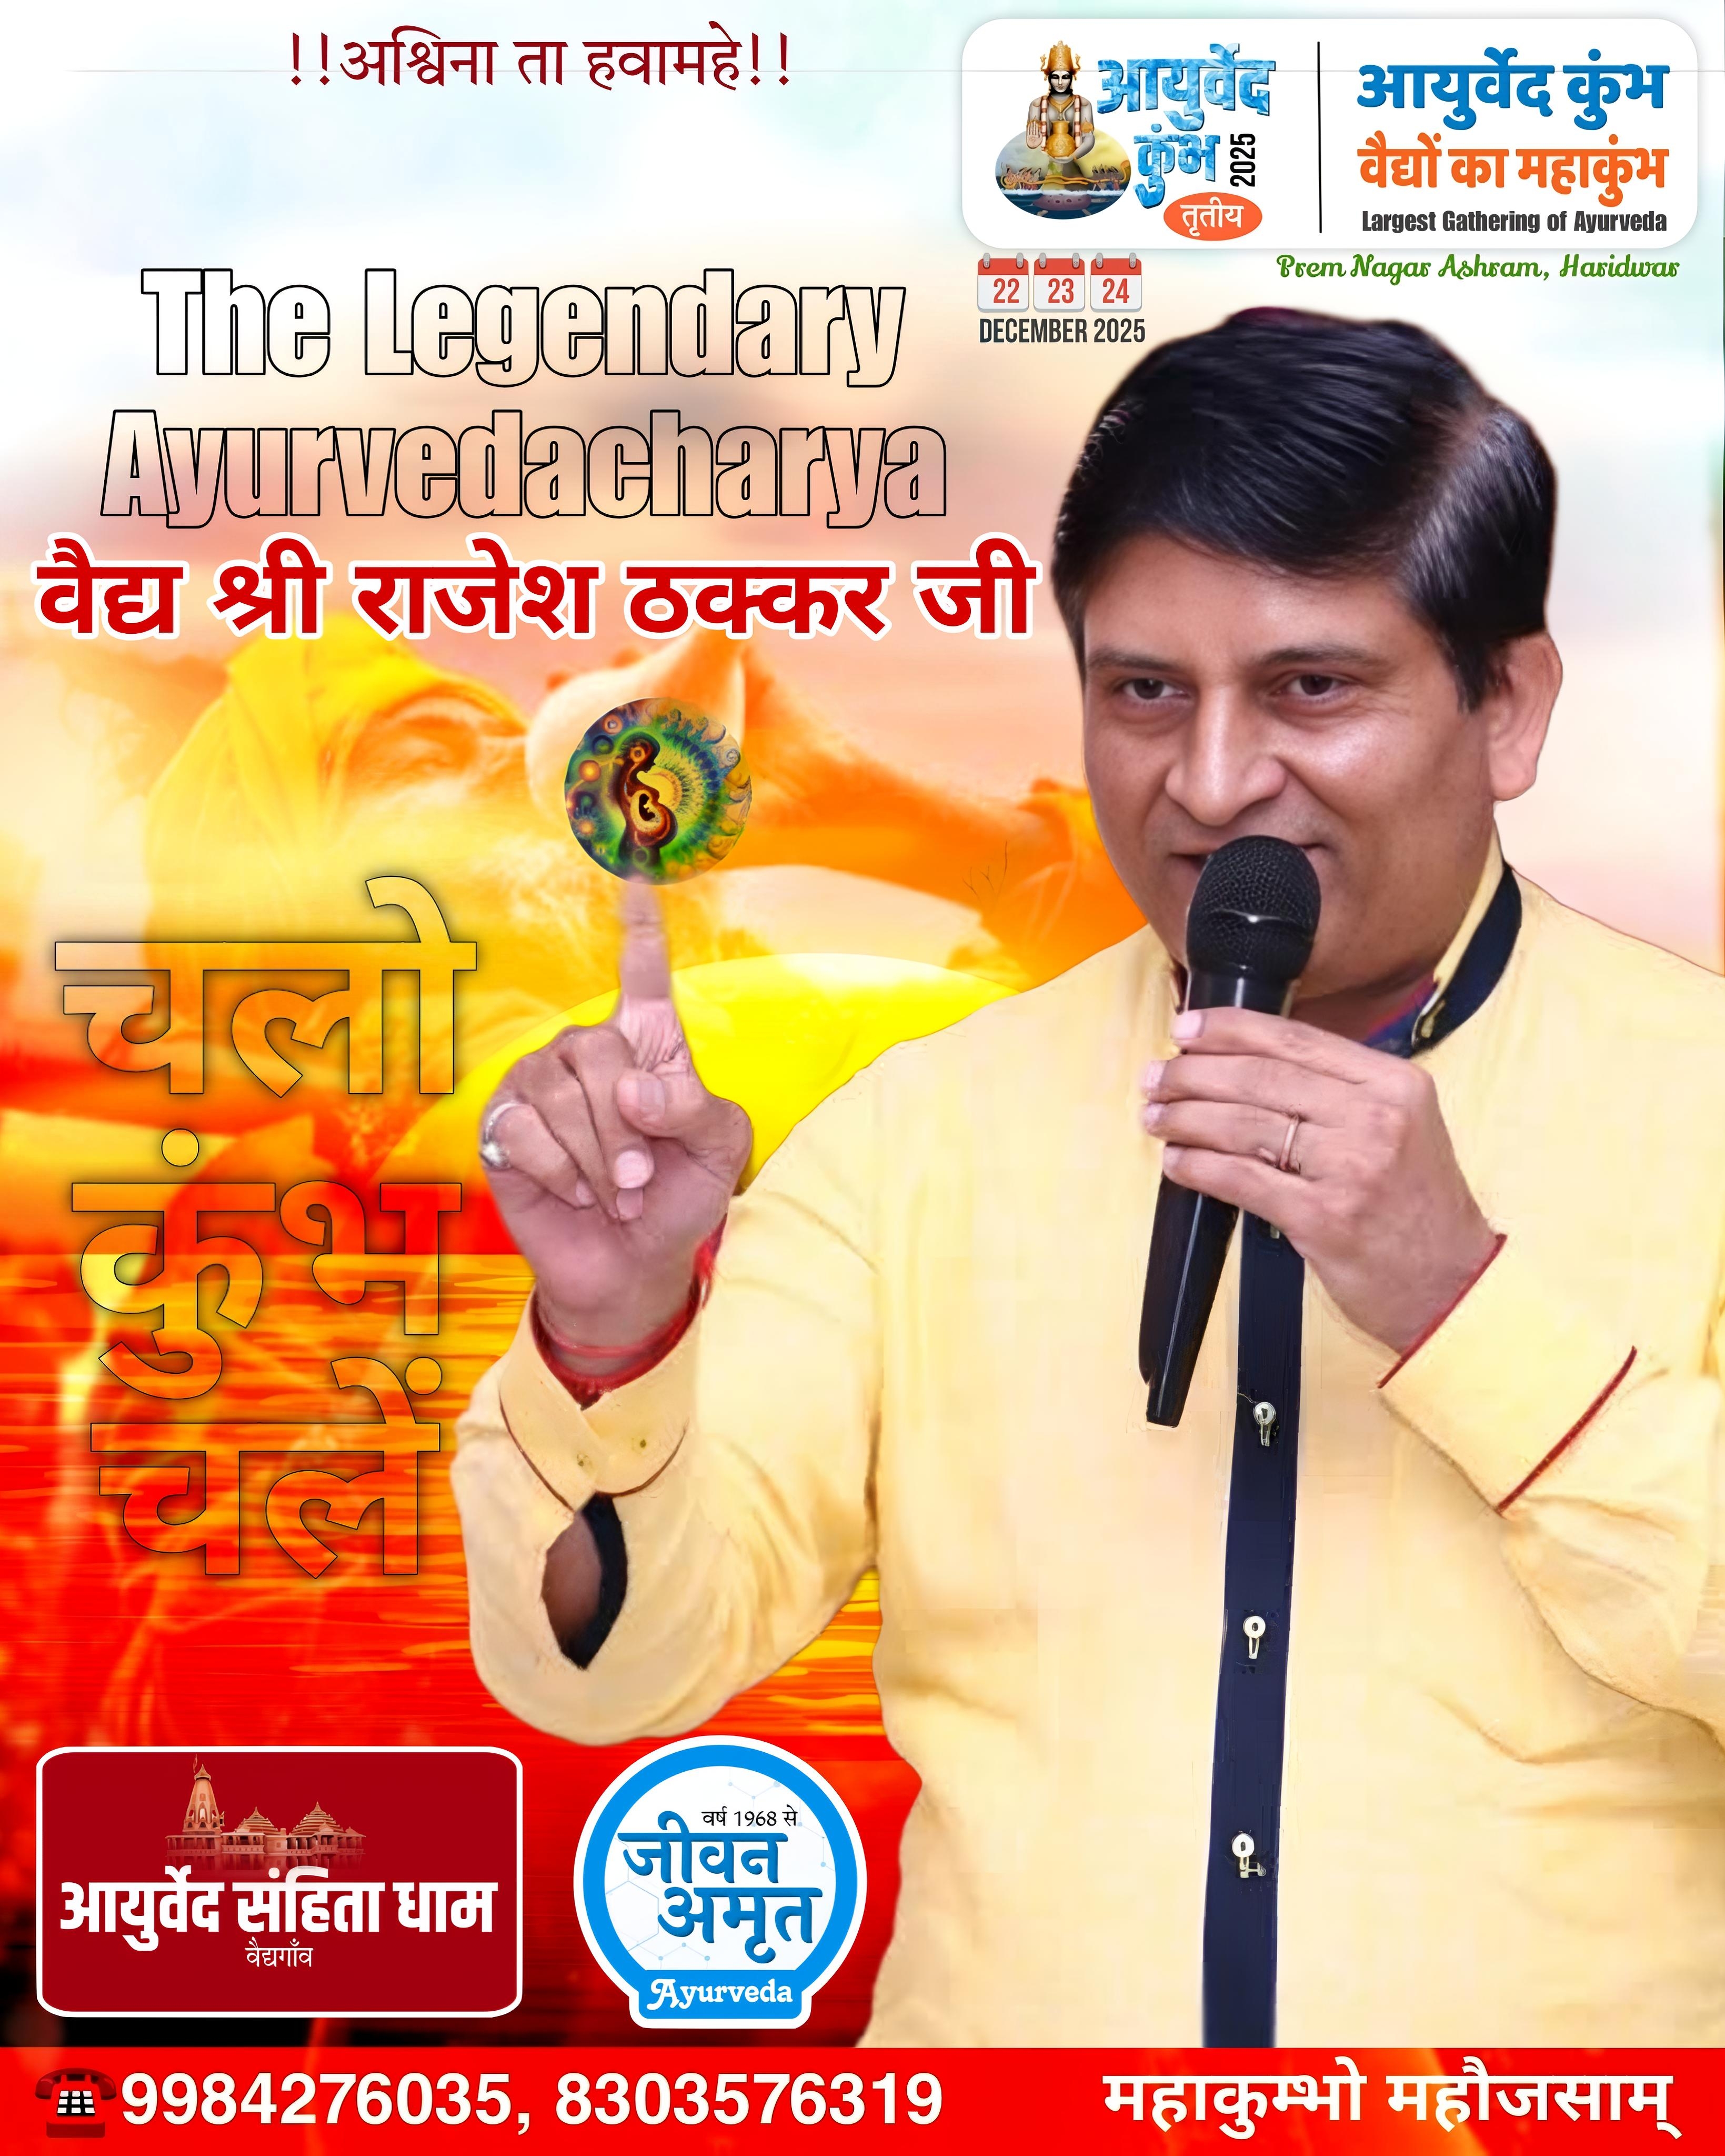 !!अश्विना ता हवामहे!!
आयुर्वेद
कुंभ
2025
तृतीय
आयुर्वेद कुंभ
वैद्यों का महाकुंभ
Largest Gathering of Ayurveda
Prem Nagar Ashram, Haridwar
22 23 24
DECEMBER 2025
The Legendary
Ayurvedacharya
वैद्य श्री राजेश ठक्कर जी
चलो
कुंभ
चलें
आयुर्वेद संहिता धाम
वैद्यगाँव
वर्ष 1968 से
जीवन
अमृत
Ayurveda
9984276035, 8303576319
महाकुम्भो महौजसाम्